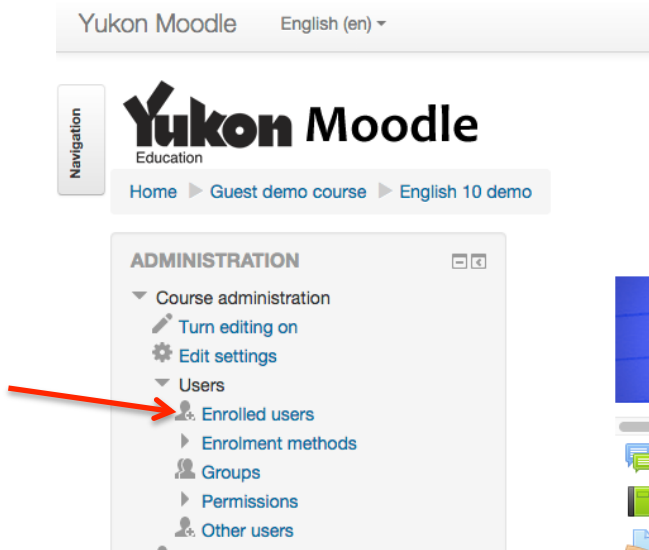 Yukon Moodle English (en)
Navigation
Yukon Moodle
Education
Home Guest demo course English 10 demo
ADMINISTRATION
Course administration
Turn editing on
Edit settings
Users
Enrolled users
Enrolment methods
Groups
Permissions
Other users